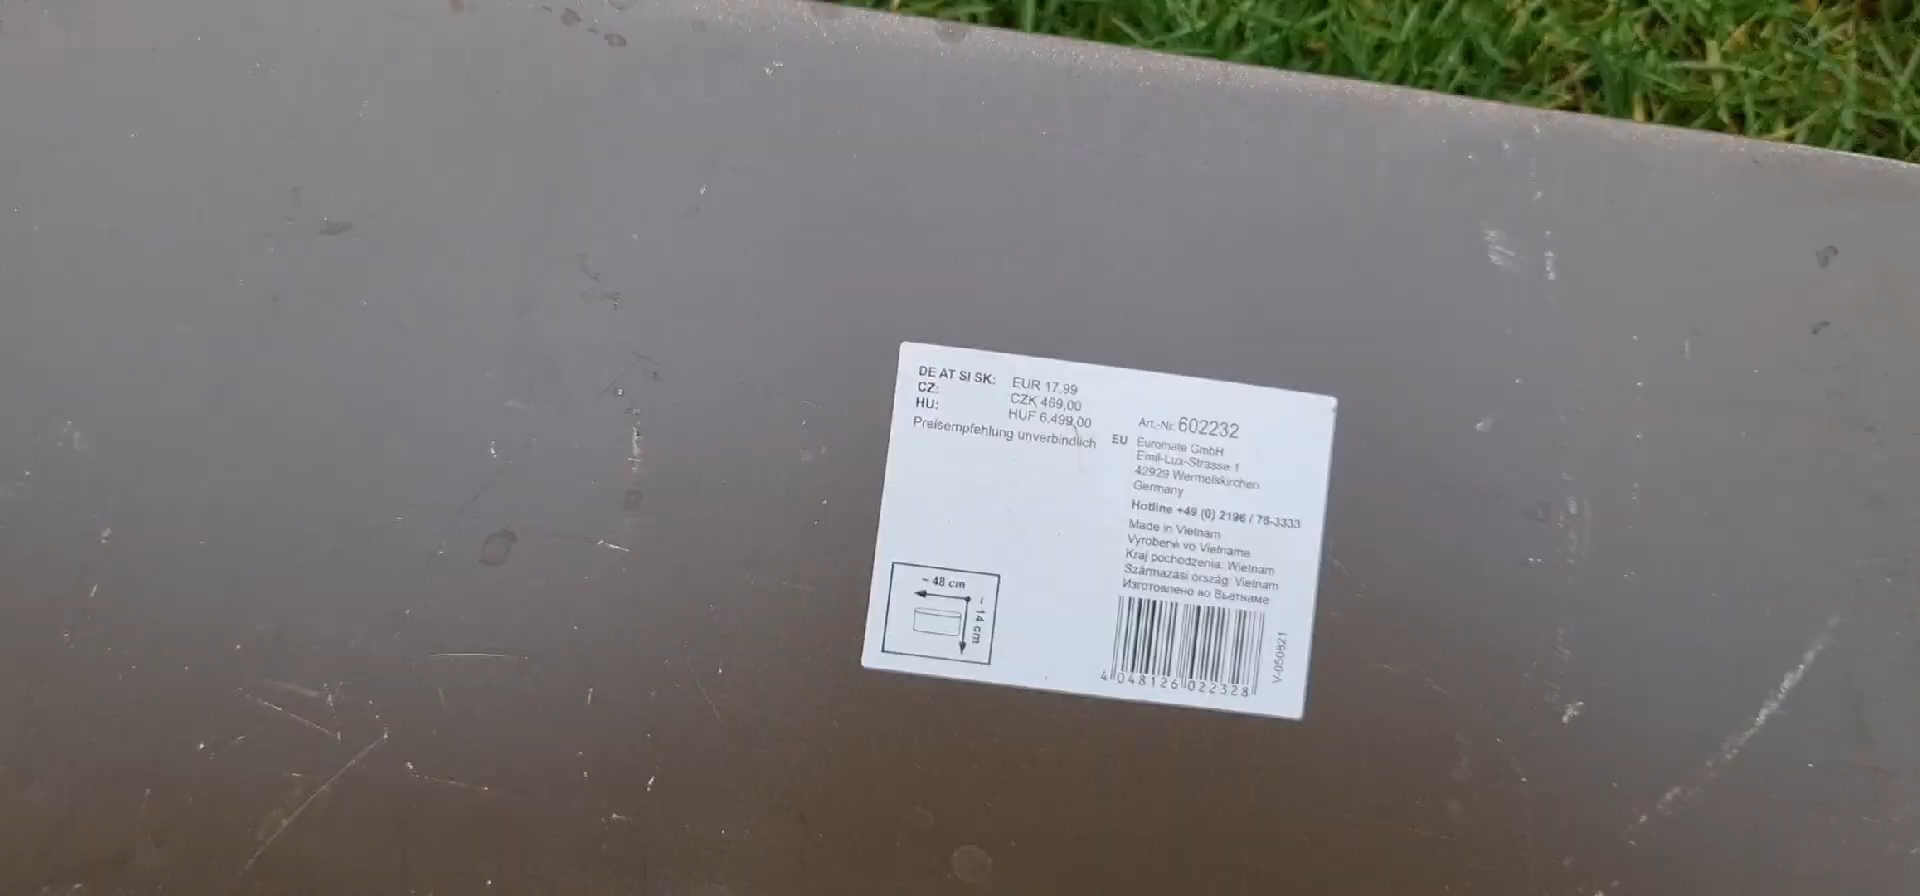 DE AT SI SK: EUR 17.99
CZ: CZK 469,00
HU: HUF 6.499,00
Preisempfehlung unverbindlich
Art.-Nr. 602232
EU Euromate GmbH
Emil-Lux-Strasse 1
42929 Wermelskirchen
Germany
Hotline +49 (0) 2196 / 76-3333
Made in Vietnam
Vyrobené vo Vietname
Kraj pochodzenia: Wietnam
Származási ország: Vietnam
Изготовлено во Вьетнаме
~ 48 cm
~ 14 cm
4 048126 022328
V-050821